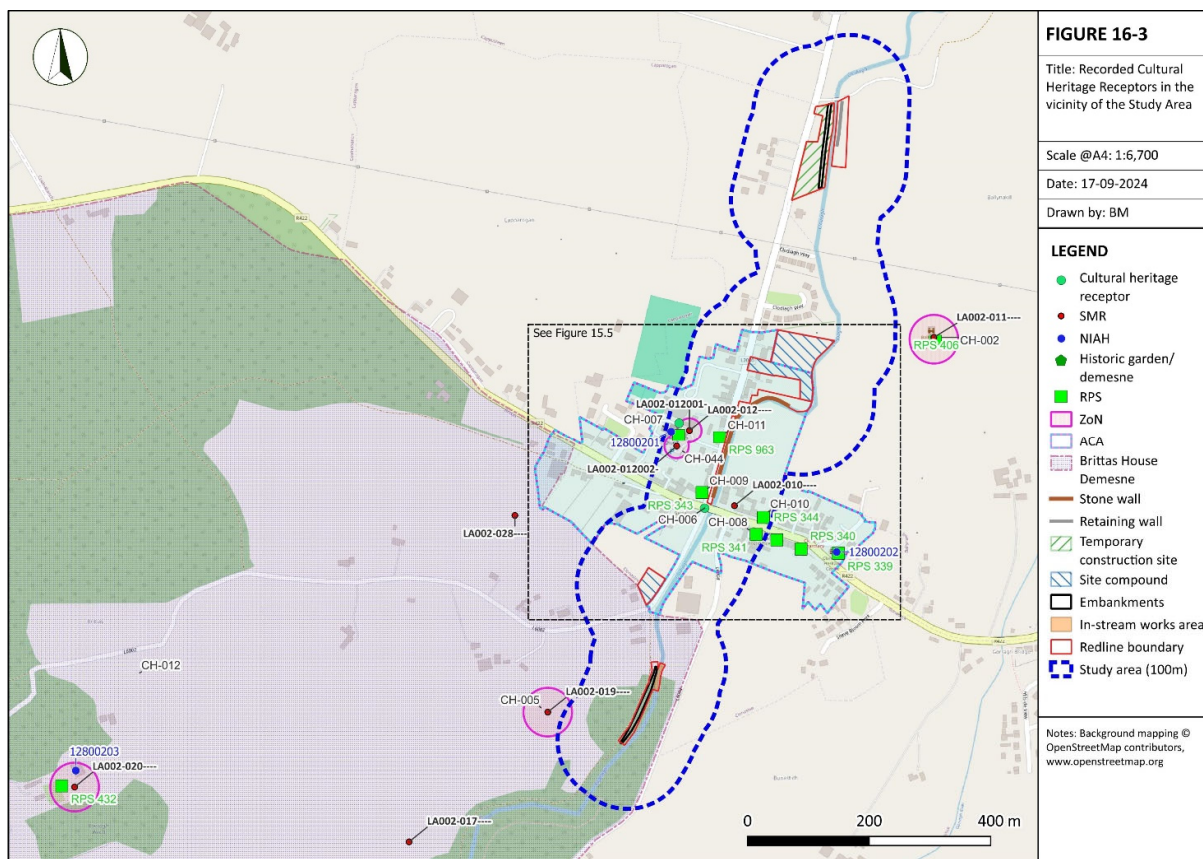 FIGURE 16-3
Title: Recorded Cultural
Heritage Receptors in the
vicinity of the Study Area
Scale @A4: 1:6,700
Date: 17-09-2024
Drawn by: BM
LEGEND
Cultural heritage
receptor
SMR
NIAH
Historic garden/
demesne
RPS
ZoN
ACA
Brittas House
Demesne
Stone wall
Retaining wall
Temporary
construction site
Site compound
Embankments
In-stream works area
Redline boundary
Study area (100m)
Notes: Background mapping ©
OpenStreetMap contributors,
www.openstreetmap.org
R422
Clodiagh Way
Clodiagh Way
See Figure 15.5
LA002-011----
RPS 406
CH-002
LA002-012001-
LA002-012----
CH-007
CH-011
12800201
RPS 963
CH-044
LA002-012002-
CH-009
LA002-010----
CH-010
RPS 343
RPS 344
CH-006
CH-008
LA002-028----
RPS 341
RPS 340
12800202
RPS 339
R422
R422
CH-012
CH-005
LA002-019----
12800203
LA002-020----
RPS 432
LA002-017----
0
200
400 m